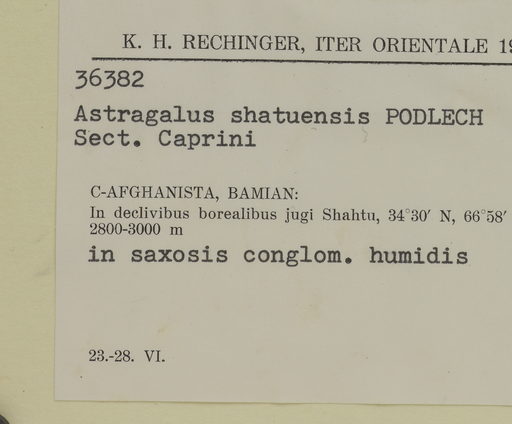 K. H. RECHINGER, ITER ORIENTALE 19
36382
Astragalus shatuensis PODLECH
Sect. Caprini
C-AFGHANISTA, BAMIAN:
In declivibus borealibus jugi Shahtu, 34°30′ N, 66°58′
2800-3000 m
in saxosis conglom. humidis
23.-28. VI.